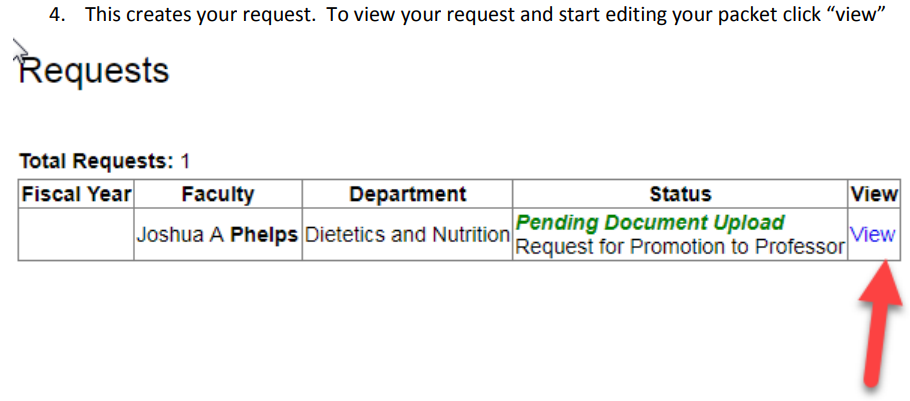 4. This creates your request. To view your request and start editing your packet click “view”
Requests
Total Requests: 1
Fiscal Year Faculty Department Status View
Joshua A Phelps Dietetics and Nutrition Pending Document Upload View
Request for Promotion to Professor